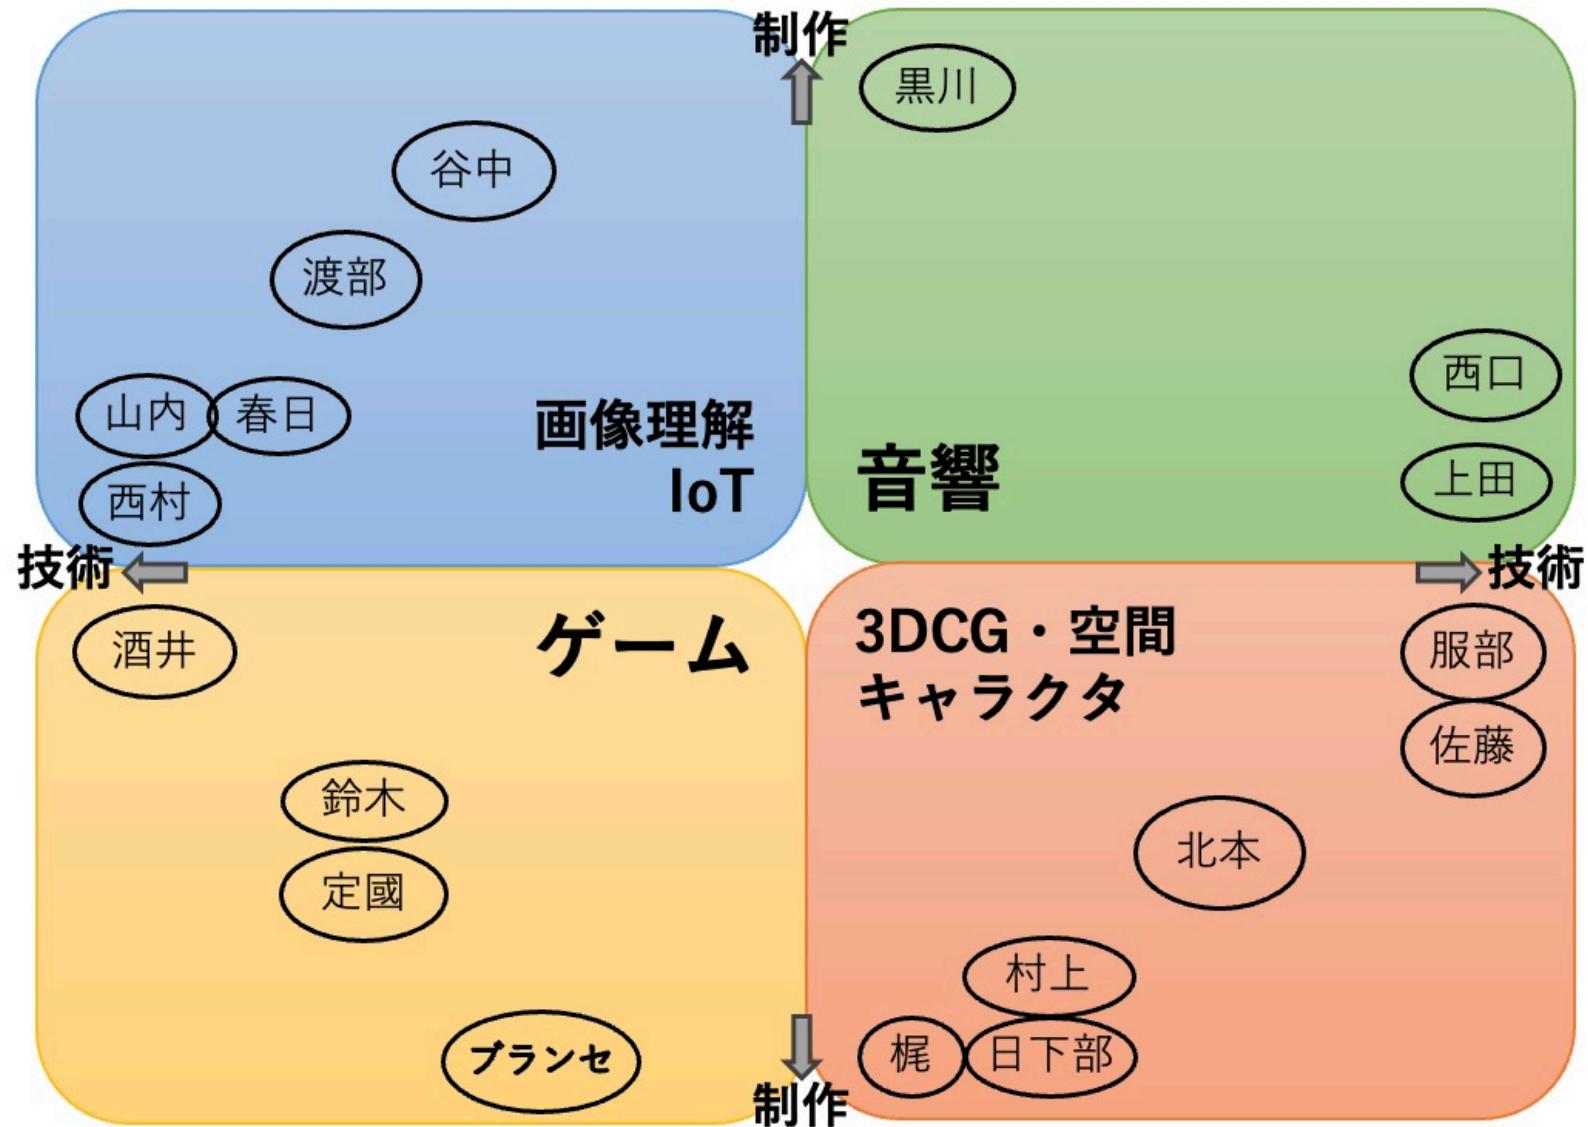 制作
黒川
谷中
渡部
山内
春日
西村
画像理解
IoT
音響
西口
上田
技術
技術
酒井
鈴木
定國
ブランセ
ゲーム
3DCG・空間
キャラクタ
服部
佐藤
北本
村上
梶
日下部
制作